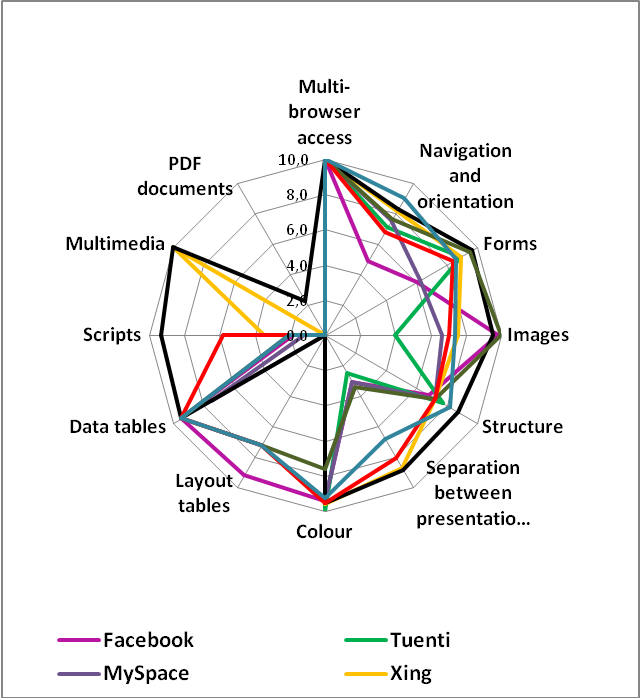 Multi-
browser
access
10,0
8,0
6,0
4,0
2,0
0,0
Navigation
and
orientation
Forms
Images
Structure
Separation
between
presentatio...
Colour
Layout
tables
Data tables
Scripts
Multimedia
PDF
documents
Facebook
Tuenti
MySpace
Xing